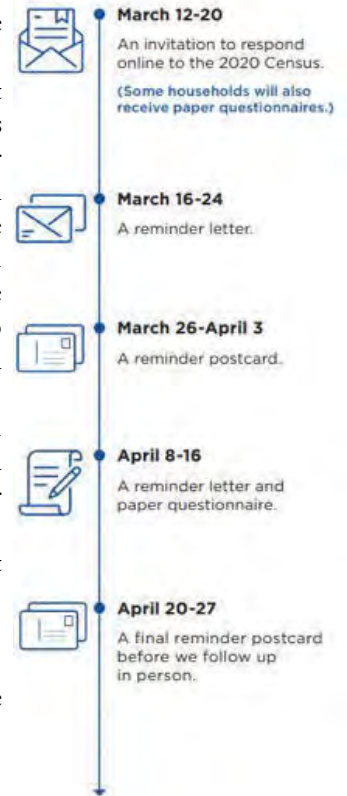 March 12-20
An invitation to respond
online to the 2020 Census.
(Some households will also
receive paper questionnaires.)
March 16-24
A reminder letter.
March 26-April 3
A reminder postcard.
April 8-16
A reminder letter and
paper questionnaire.
April 20-27
A final reminder postcard
before we follow up
in person.